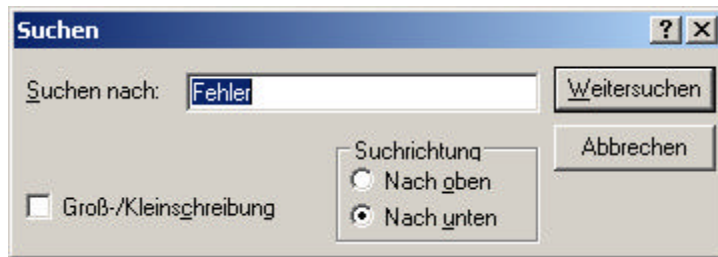 Suchen
Suchen nach: Fehler Weitersuchen
Abbrechen
Suchrichtung
Nach oben
Groß-/Kleinschreibung
Nach unten